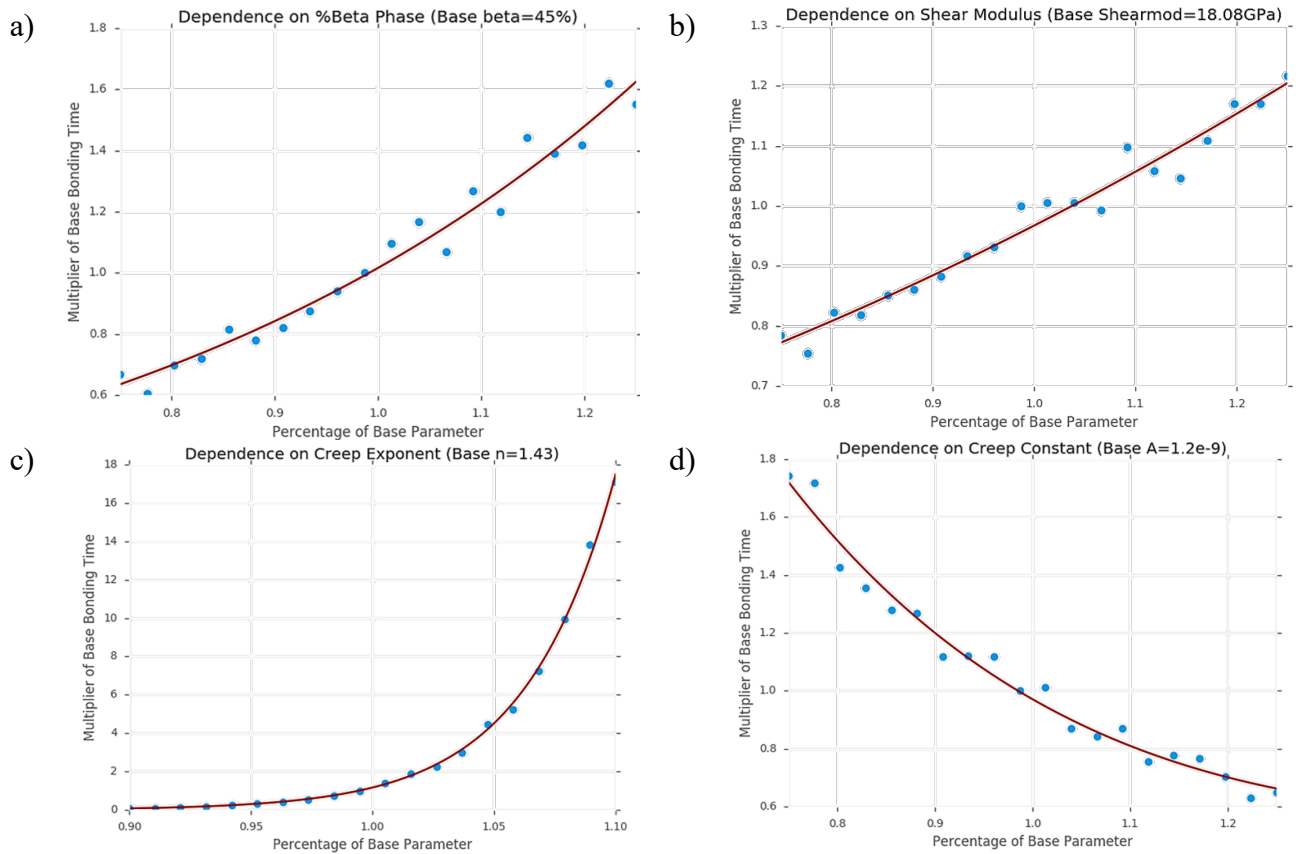 a)
Dependence on %Beta Phase (Base beta=45%)
Multiplier of Base Bonding Time
1.8
1.6
1.4
1.2
1.0
0.8
0.6
0.8 0.9 1.0 1.1 1.2
Percentage of Base Parameter
b)
Dependence on Shear Modulus (Base Shearmod=18.08GPa)
Multiplier of Base Bonding Time
1.3
1.2
1.1
1.0
0.9
0.8
0.7
0.8 0.9 1.0 1.1 1.2
Percentage of Base Parameter
c)
Dependence on Creep Exponent (Base n=1.43)
Multiplier of Base Bonding Time
18
16
14
12
10
8
6
4
2
0
0.90 0.95 1.00 1.05 1.10
Percentage of Base Parameter
d)
Dependence on Creep Constant (Base A=1.2e-9)
Multiplier of Base Bonding Time
1.8
1.6
1.4
1.2
1.0
0.8
0.6
0.8 0.9 1.0 1.1 1.2
Percentage of Base Parameter